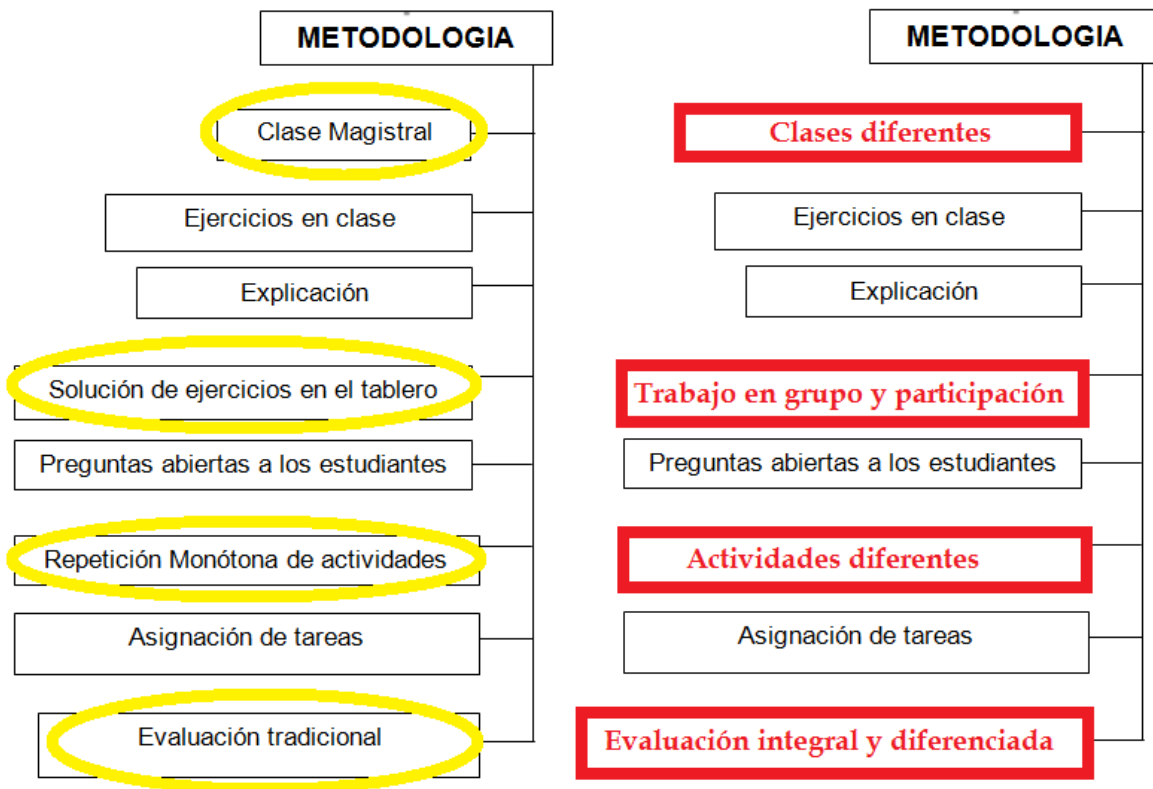 METODOLOGIA
Clase Magistral
Ejercicios en clase
Explicación
Solución de ejercicios en el tablero
Preguntas abiertas a los estudiantes
Repetición Monótona de actividades
Asignación de tareas
Evaluación tradicional
METODOLOGIA
Clases diferentes
Ejercicios en clase
Explicación
Trabajo en grupo y participación
Preguntas abiertas a los estudiantes
Actividades diferentes
Asignación de tareas
Evaluación integral y diferenciada